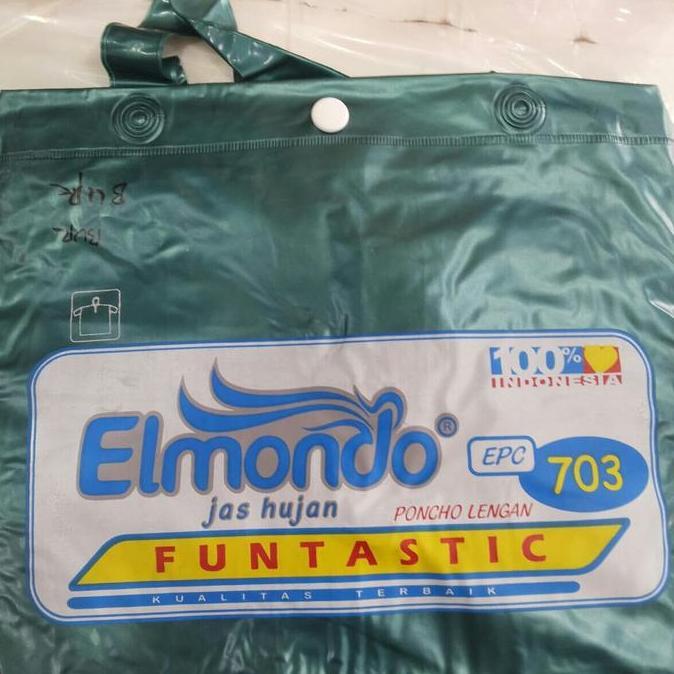 100%
INDONESIA
Elmondo®
jas hujan
EPC 703
PONCHO LENGAN
FUNTASTIC
KUALITAS TERBAIK